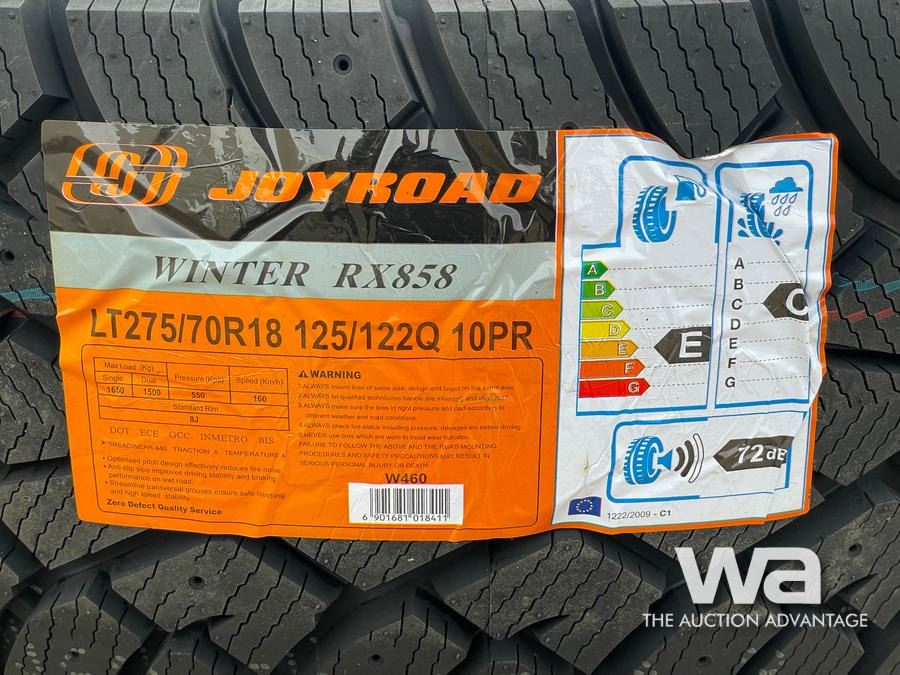 JOYROAD
WINTER RX858
LT275/70R18 125/122Q 10PR
Max Load (Kg) Pressure (Kpa) Speed (Km/h)
Single Dual
1650 1500 550 160
Standard Rim
8J
DOT ECE GCC INMETRO BIS
TREADWEAR 440 TRACTION A TEMPERATURE A
• Optimized pitch design effectively reduces tire noise
• Anti-slip sipe improves driving stability and braking
performance on wet road.
• Streamline transversal grooves ensure safe handling
and high speed stability.
Zero Defect Quality Service
WARNING
1.ALWAYS mount tires of same size, design and brand on the same axle.
2.ALWAYS let qualified technicians handle tire mounting and
3.ALWAYS make sure the tires in right pressure and load according to
different weather and road conditions.
4.ALWAYS check tire status including pressure, damages etc before driving.
5.NEVER use tires which are worn to tread wear indicator.
FAILURE TO FOLLOW THE ABOVE AND THE RMA'S MOUNTING
PROCEDURES AND SAFETY PRECAUTIONS MAY RESULT IN
SERIOUS PERSONAL INJURY OR DEATH.
W460
6 901681 018411
A
B
C
D
E
F
G
E
A
B
C
D
E
F
G
C
72 dB
1222/2009 - C1
wa
THE AUCTION ADVANTAGE